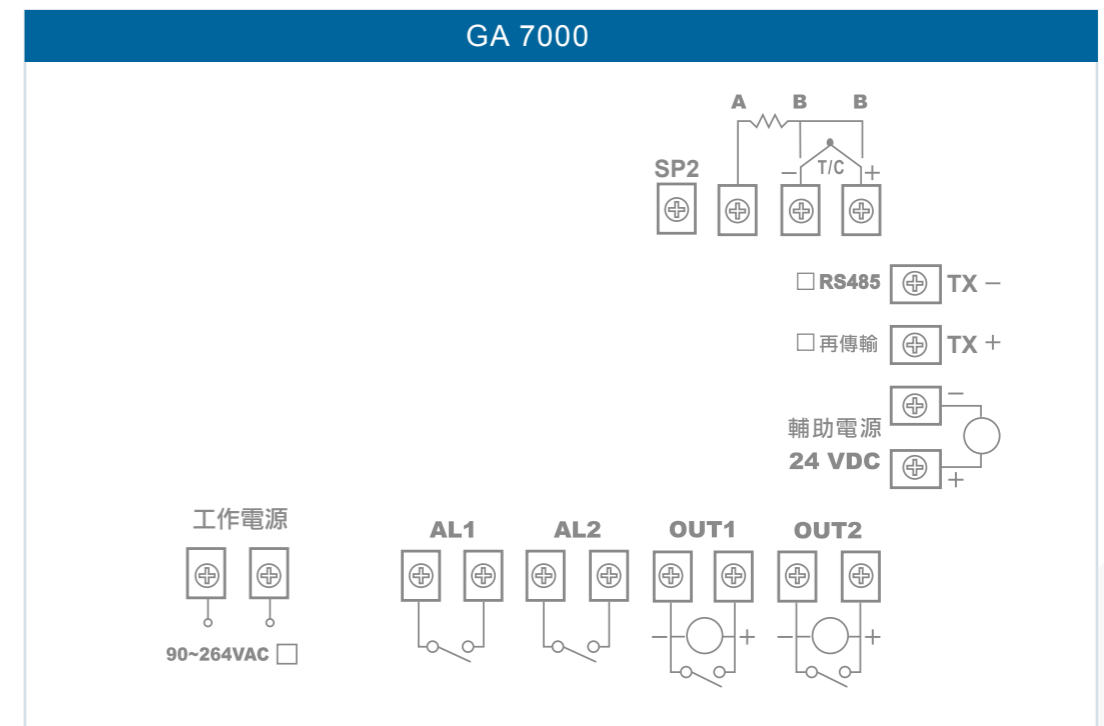 GA 7000
A B B
SP2
− T/C +
□ RS485 TX −
□ 再傳輸 TX +
−
輔助電源
24 VDC
+
工作電源
AL1 AL2 OUT1 OUT2
− + − +
90~264VAC □